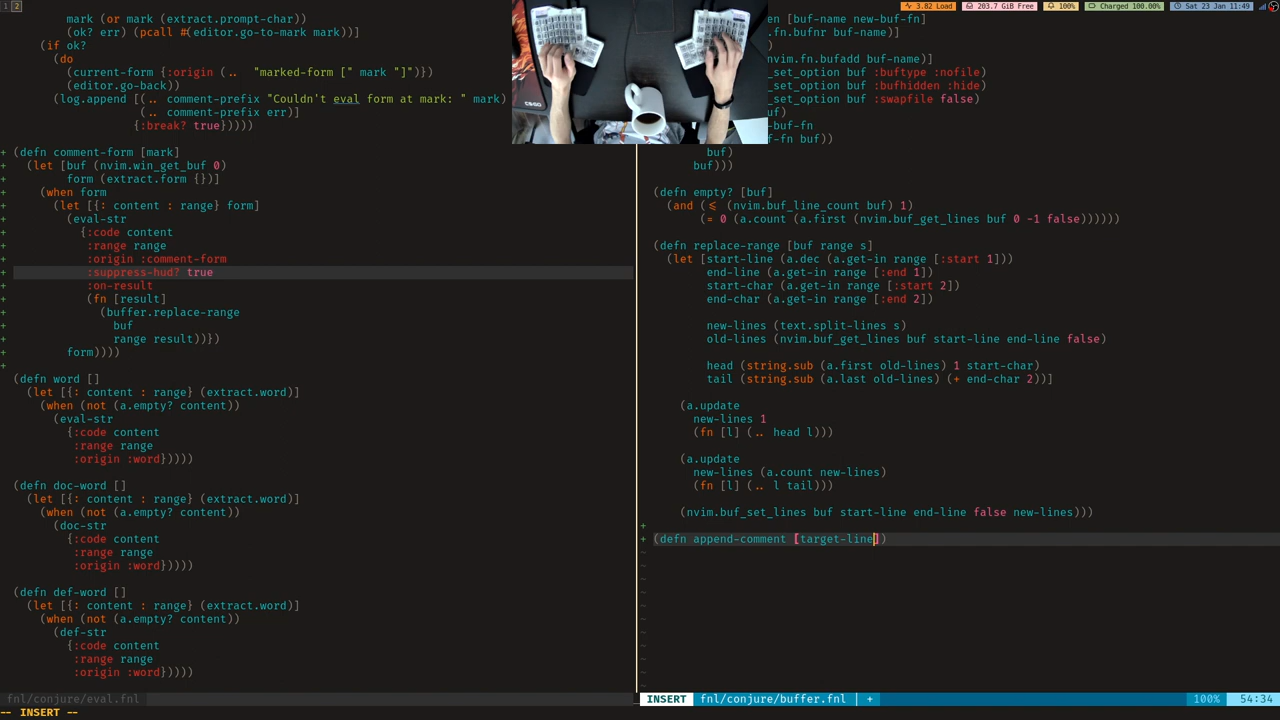 1 2
3.82 Load
203.7 GiB Free
100%
Charged 100.00%
Sat 23 Jan 11:49
mark (or mark (extract.prompt-char))
(ok? err) (pcall #(editor.go-to-mark mark))]
(if ok?
(do
(current-form {:origin (.. "marked-form [" mark "]")})
(editor.go-back))
(log.append [(.. comment-prefix "Couldn't eval form at mark: " mark)
(.. comment-prefix err)]
{:break? true}))))
+ (defn comment-form [mark]
+ (let [buf (nvim.win_get_buf 0)
+ form (extract.form {})]
+ (when form
+ (let [{: content : range} form]
+ (eval-str
+ {:code content
+ :range range
+ :origin :comment-form
+ :suppress-hud? true
+ :on-result
+ (fn [result]
+ (buffer.replace-range
+ buf
+ range result))})
+ form))))
+
(defn word []
(let [{: content : range} (extract.word)]
(when (not (a.empty? content))
(eval-str
{:code content
:range range
:origin :word}))))
(defn doc-word []
(let [{: content : range} (extract.word)]
(when (not (a.empty? content))
(doc-str
{:code content
:range range
:origin :word}))))
(defn def-word []
(let [{: content : range} (extract.word)]
(when (not (a.empty? content))
(def-str
{:code content
:range range
:origin :word}))))
fnl/conjure/eval.fnl
-- INSERT --
en [buf-name new-buf-fn]
.fn.bufnr buf-name)]
nvim.fn.bufadd buf-name)]
_set_option buf :buftype :nofile)
_set_option buf :bufhidden :hide)
_set_option buf :swapfile false)
uf)
-buf-fn
-fn buf))
buf)
buf)))
(defn empty? [buf]
(and (<= (nvim.buf_line_count buf) 1)
(= 0 (a.count (a.first (nvim.buf_get_lines buf 0 -1 false))))))
(defn replace-range [buf range s]
(let [start-line (a.dec (a.get-in range [:start 1]))
end-line (a.get-in range [:end 1])
start-char (a.get-in range [:start 2])
end-char (a.get-in range [:end 2])
new-lines (text.split-lines s)
old-lines (nvim.buf_get_lines buf start-line end-line false)
head (string.sub (a.first old-lines) 1 start-char)
tail (string.sub (a.last old-lines) (+ end-char 2))]
(a.update
new-lines 1
(fn [l] (.. head l)))
(a.update
new-lines (a.count new-lines)
(fn [l] (.. l tail)))
(nvim.buf_set_lines buf start-line end-line false new-lines)))
+
+ (defn append-comment [target-line])
INSERT fnl/conjure/buffer.fnl | + 100% 54:34